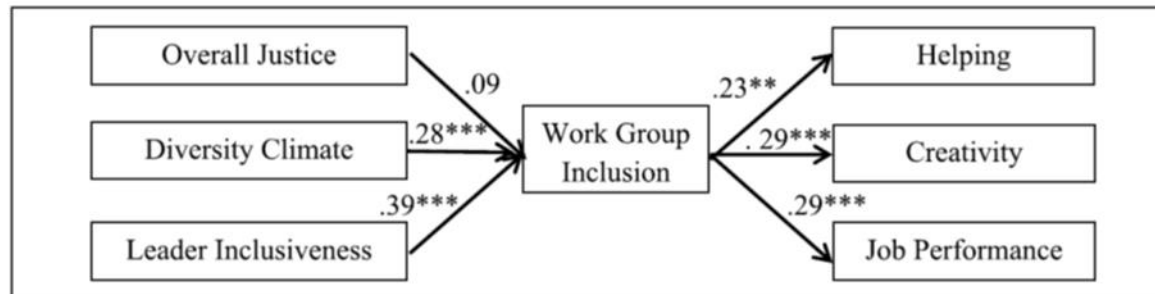 Overall Justice
Helping
.09
.23**
Diversity Climate
.28***
Work Group
Inclusion
. 29***
Creativity
.39***
.29***
Leader Inclusiveness
Job Performance